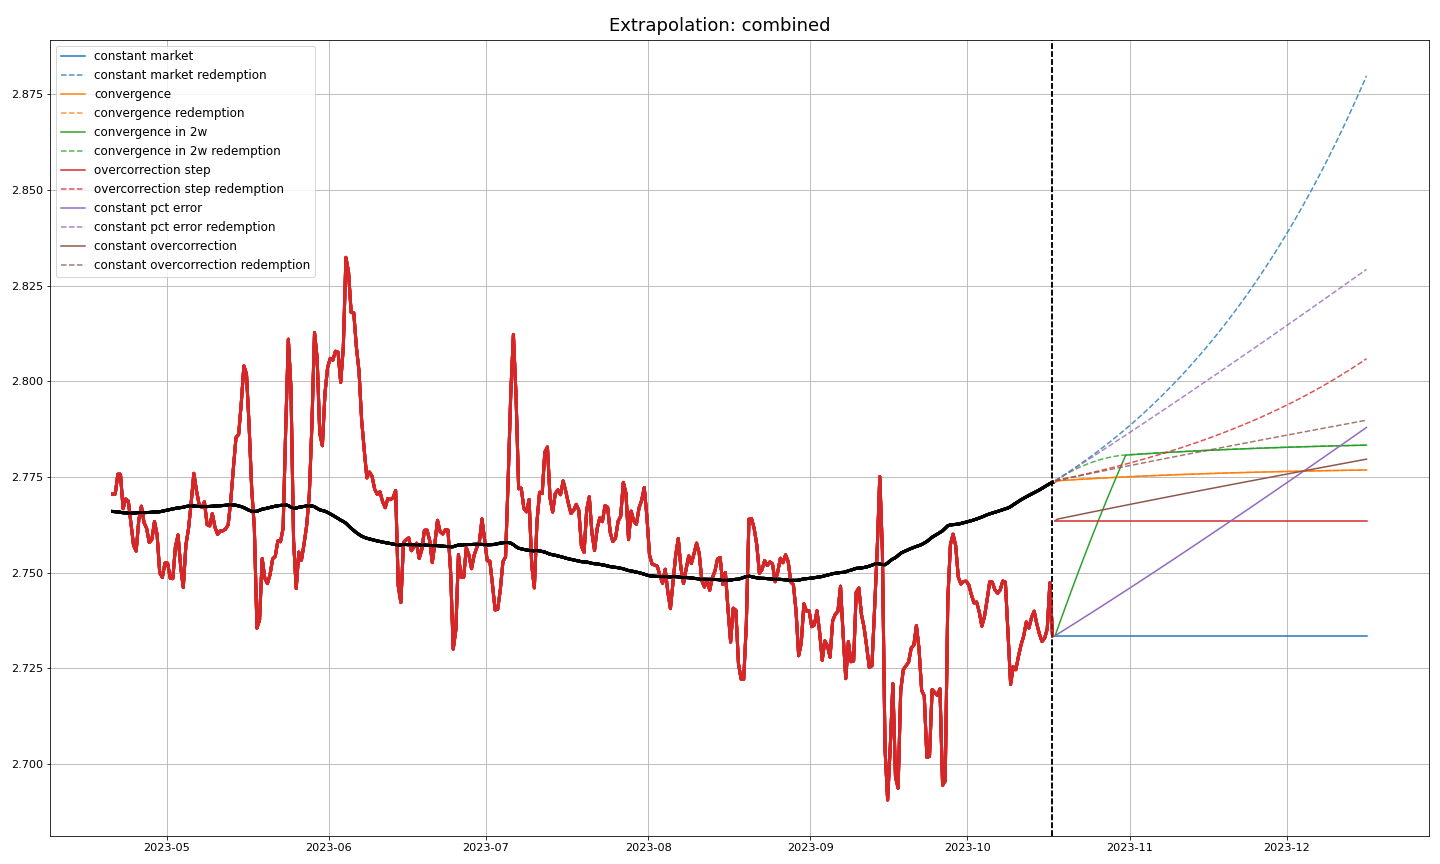 Extrapolation: combined
constant market
constant market redemption
convergence
convergence redemption
convergence in 2w
convergence in 2w redemption
overcorrection step
overcorrection step redemption
constant pct error
constant pct error redemption
constant overcorrection
constant overcorrection redemption
2.875
2.850
2.825
2.800
2.775
2.750
2.725
2.700
2023-05 2023-06 2023-07 2023-08 2023-09 2023-10 2023-11 2023-12